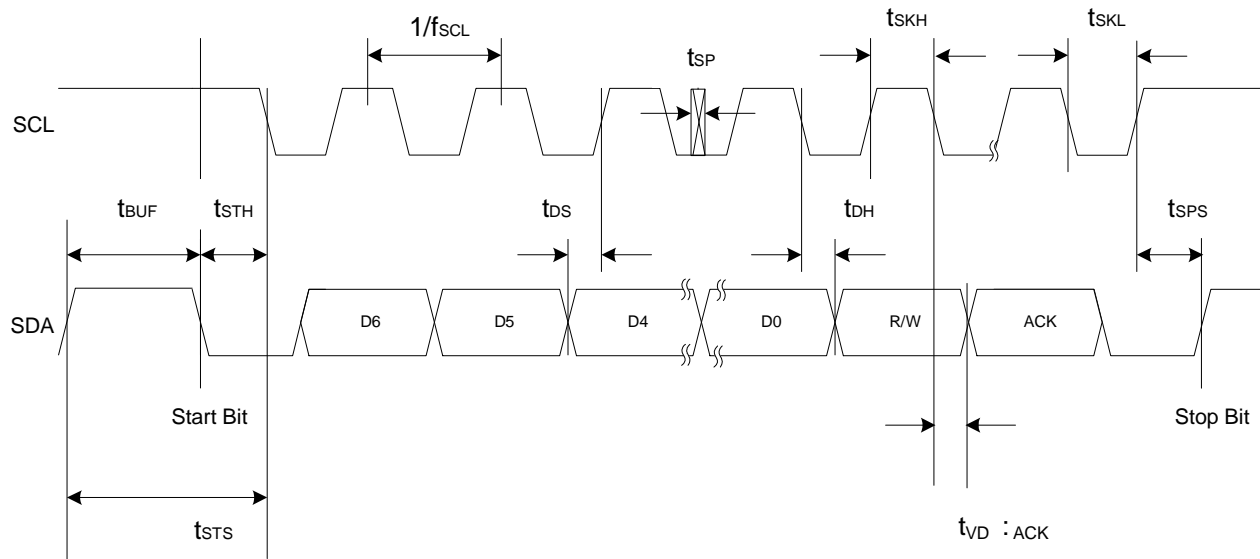 1/fSCL
tSKH
tSKL
tSP
SCL
tBUF
tSTH
tDS
tDH
tSPS
SDA
D6
D5
D4
D0
R/W
ACK
Start Bit
Stop Bit
tSTS
tVD :ACK